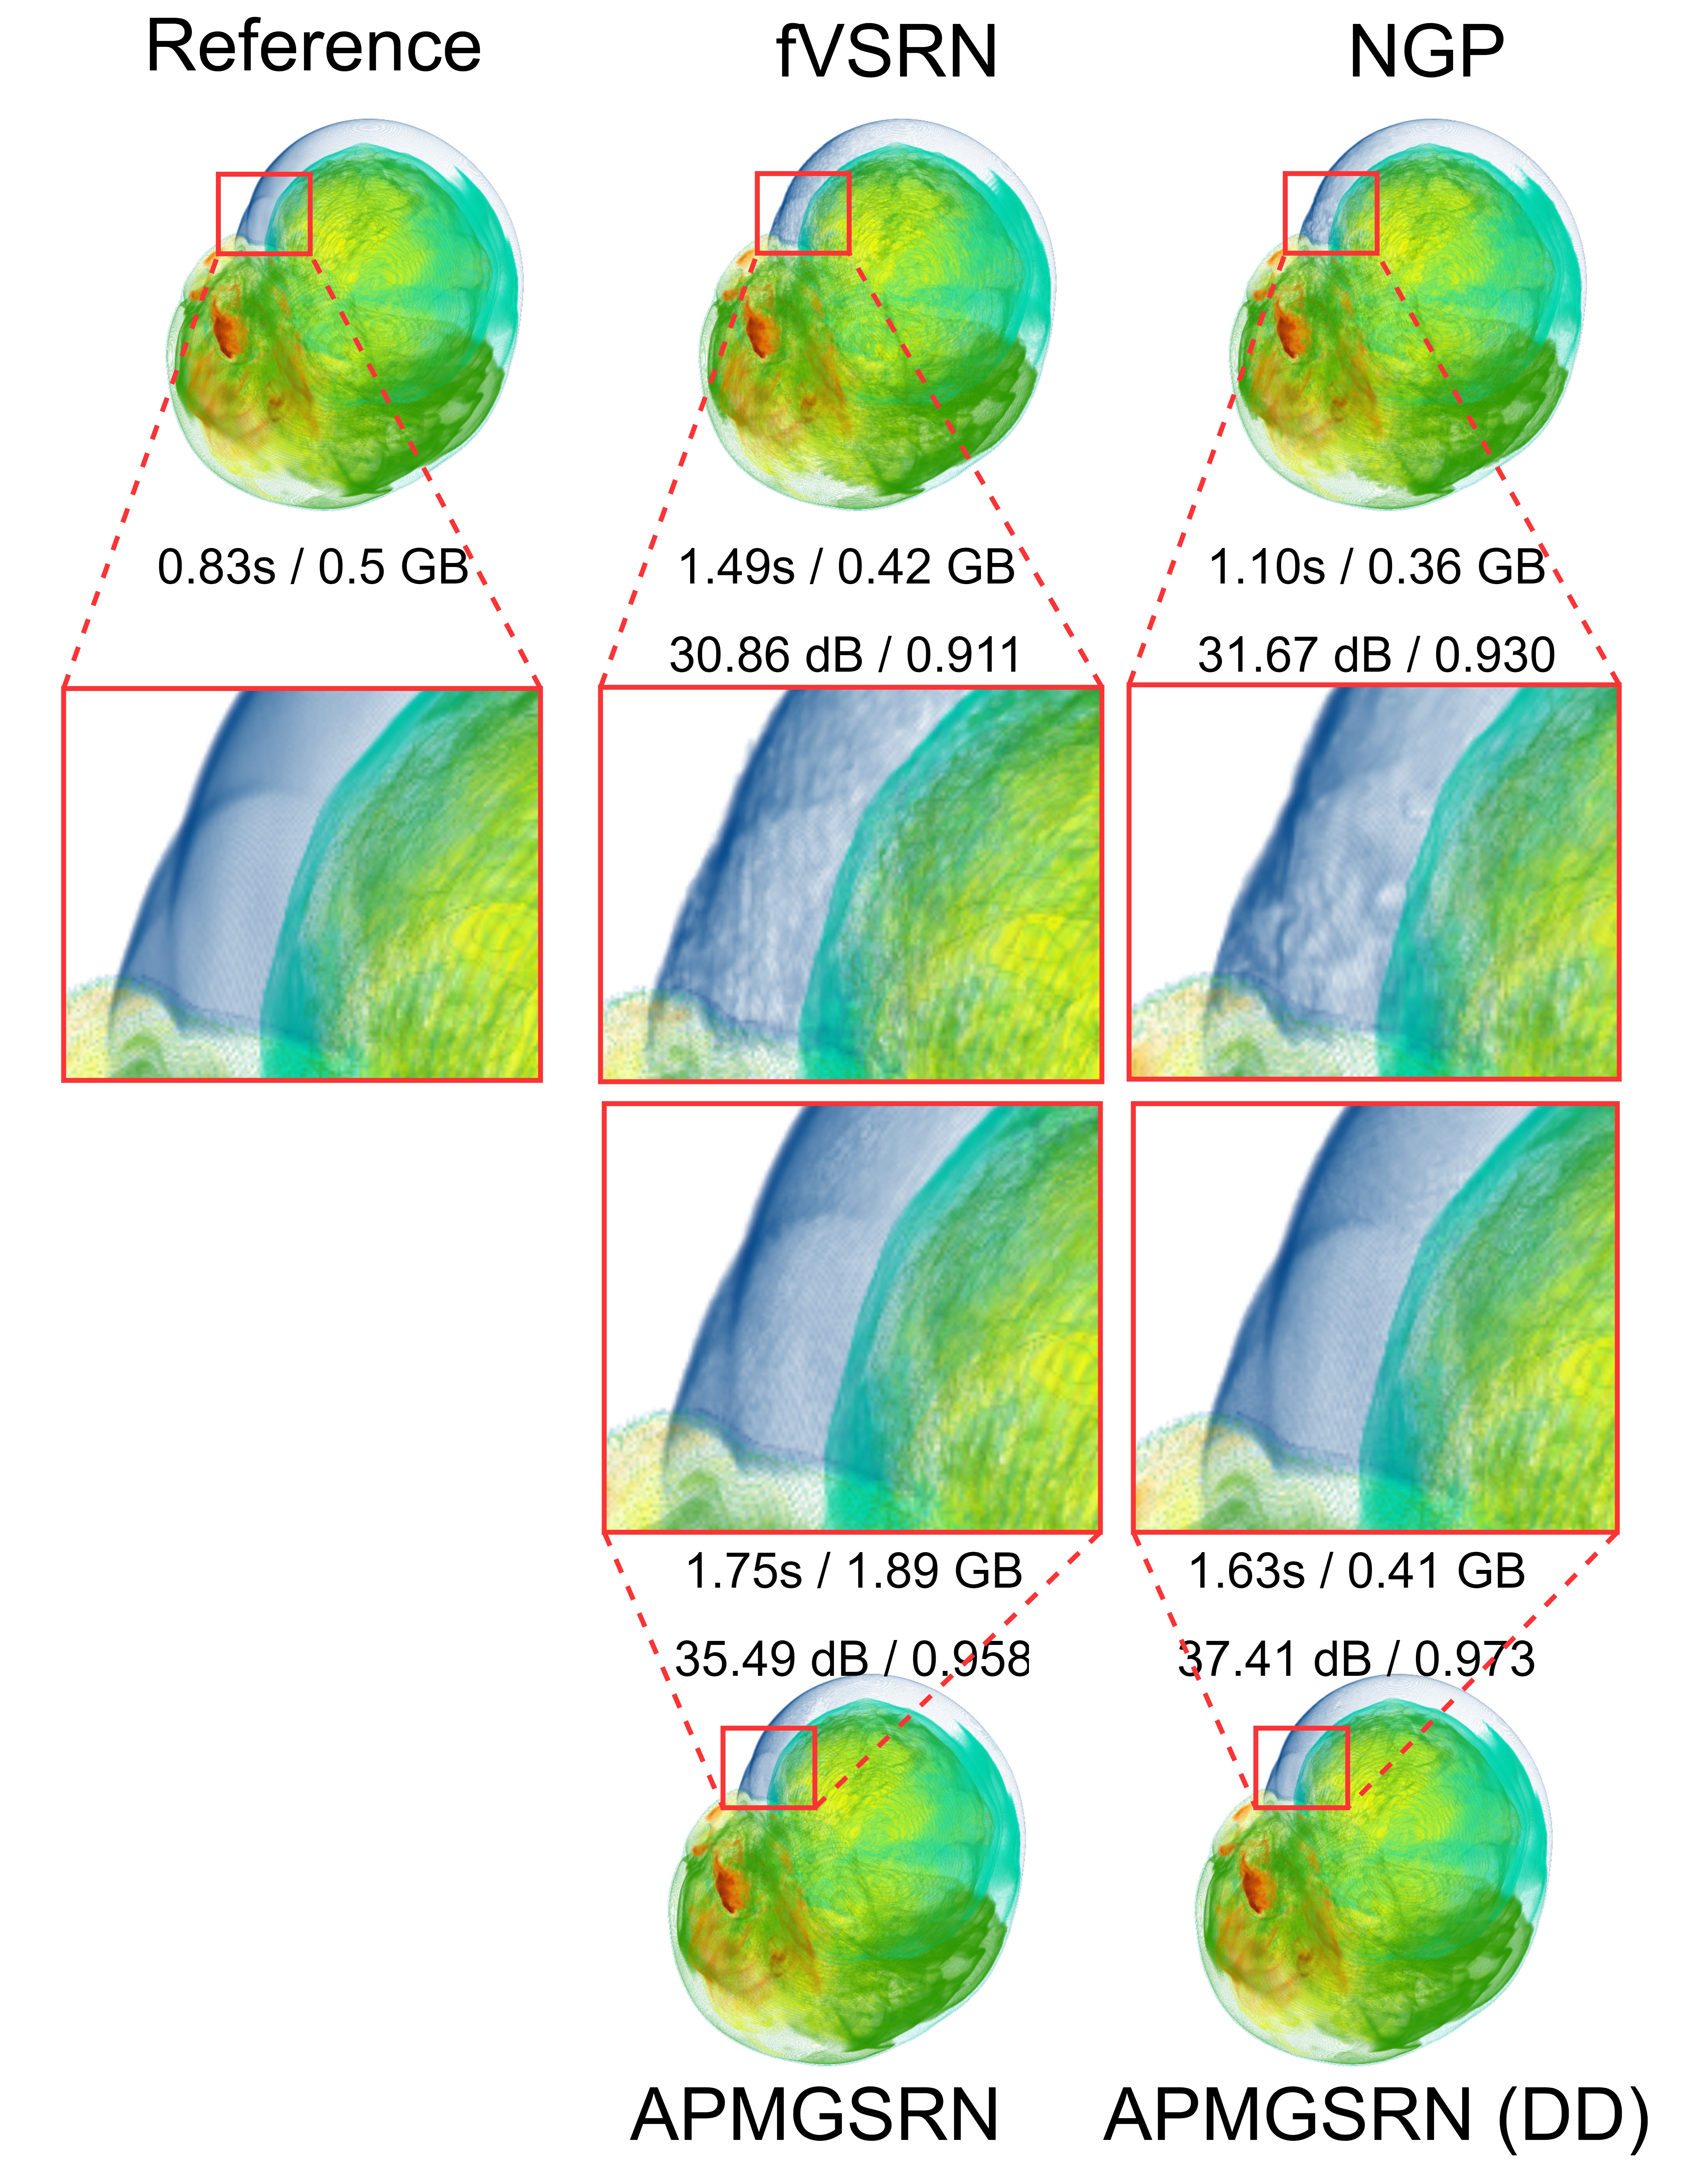 Reference
fVSRN
NGP
0.83s / 0.5 GB
1.49s / 0.42 GB
1.10s / 0.36 GB
30.86 dB / 0.911
31.67 dB / 0.930
1.75s / 1.89 GB
1.63s / 0.41 GB
35.49 dB / 0.958
37.41 dB / 0.973
APMGSRN
APMGSRN (DD)